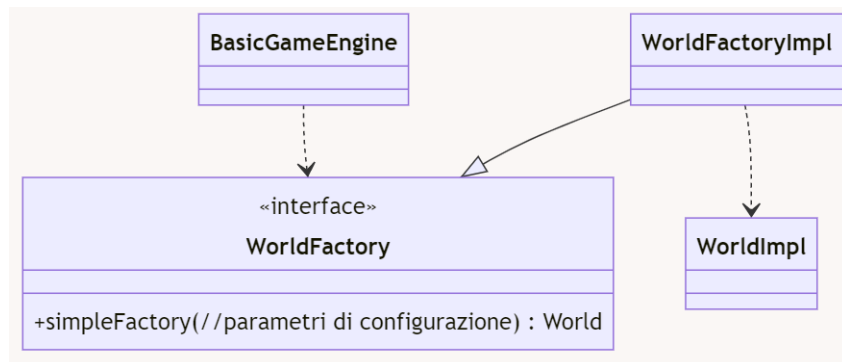 BasicGameEngine
WorldFactoryImpl
«interface»
WorldFactory
WorldImpl
+simpleFactory(//parametri di configurazione) : World